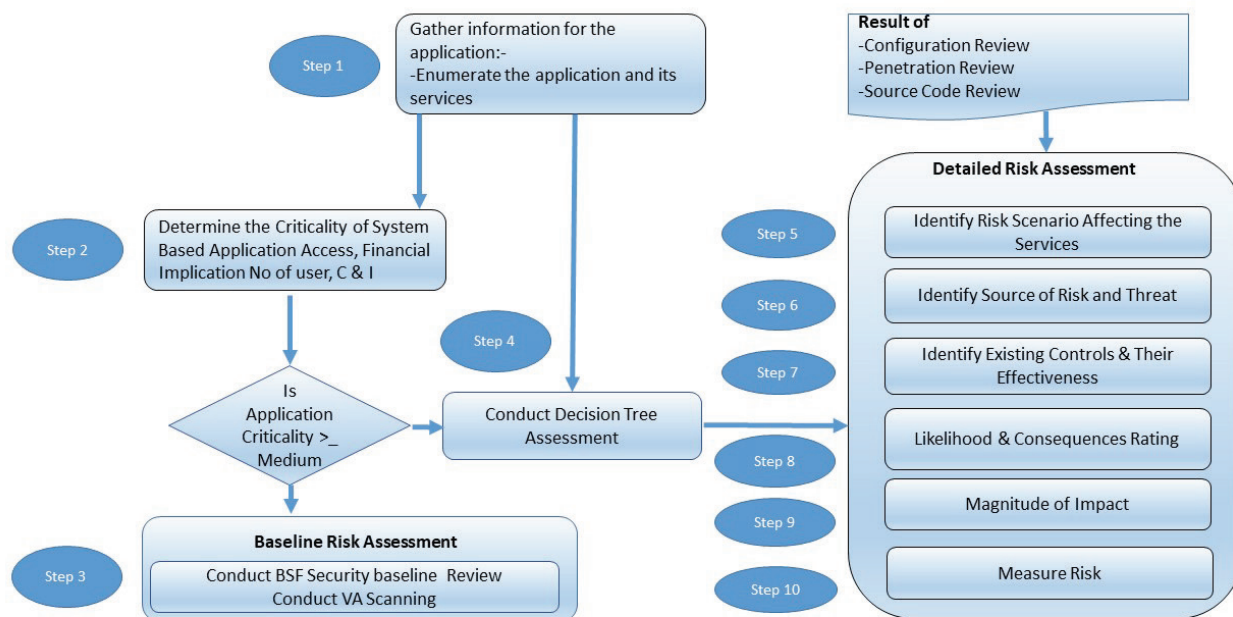 Step 1
Gather information for the
application:-
-Enumerate the application and its
services
Result of
-Configuration Review
-Penetration Review
-Source Code Review
Step 2
Determine the Criticality of System
Based Application Access, Financial
Implication No of user, C & I
Is
Application
Criticality >_
Medium
Step 3
Baseline Risk Assessment
Conduct BSF Security baseline Review
Conduct VA Scanning
Step 4
Conduct Decision Tree
Assessment
Detailed Risk Assessment
Step 5
Identify Risk Scenario Affecting the
Services
Step 6
Identify Source of Risk and Threat
Step 7
Identify Existing Controls & Their
Effectiveness
Step 8
Likelihood & Consequences Rating
Step 9
Magnitude of Impact
Step 10
Measure Risk